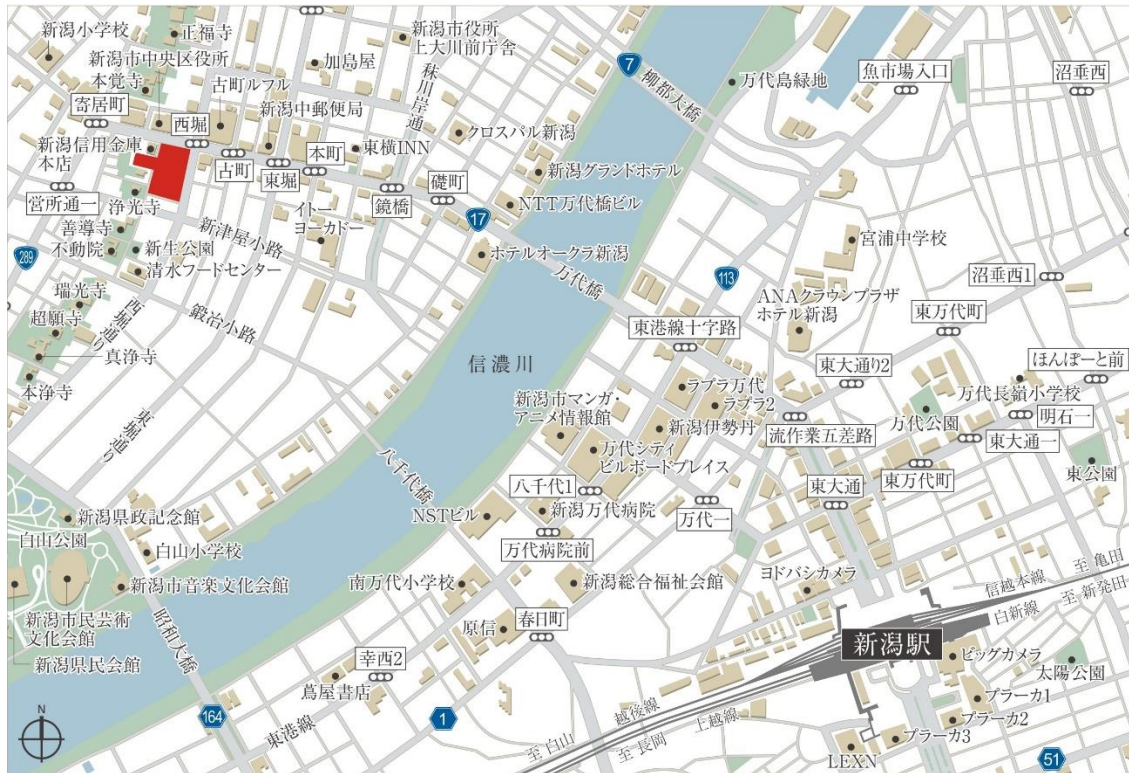 新潟小学校
正福寺
新潟市中央区役所
本覚寺
古町ルフル
加島屋
新潟市役所
上大川前庁舎
秣川岸通
7
柳都大橋
万代島緑地
魚市場入口
沼垂西
寄居町
西堀
新潟中郵便局
クロスパル新潟
新潟信用金庫
本店
古町
東堀
本町
東横INN
新潟グランドホテル
営所通一
浄光寺
鏡橋
礎町
NTT万代橋ビル
善導寺
新津屋小路
イトー
ヨーカドー
17
不動院
新生公園
ホテルオークラ新潟
宮浦中学校
289
清水フードセンター
万代橋
113
沼垂西1
瑞光寺
西堀通り
鍛冶小路
ANAクラウンプラザ
ホテル新潟
東万代町
超願寺
真浄寺
信濃川
東港線十字路
東大通り2
ほんぽーと前
本浄寺
ラブラ万代
ラブラ2
万代長嶺小学校
新潟市マンガ・
アニメ情報館
新潟伊勢丹
万代公園
明石一
流作業五差路
東大通一
東堀通り
八千代橋
万代シティ
ビルボードプレイス
東公園
八千代1
東大通
東万代町
新潟県政記念館
NSTビル
新潟万代病院
万代一
白山公園
白山小学校
万代病院前
ヨドバシカメラ
信越本線
至亀田
新潟市音楽文化会館
南万代小学校
新潟総合福祉会館
白新線
至新発田
新潟市民芸術
文化会館
昭和大橋
原信
春日町
新潟駅
ビックカメラ
新潟県民会館
幸西2
太陽公園
蔦屋書店
プラーカ1
N
164
東港線
1
越後線
至白山
上越線
至長岡
プラーカ2
プラーカ3
LEXN
51